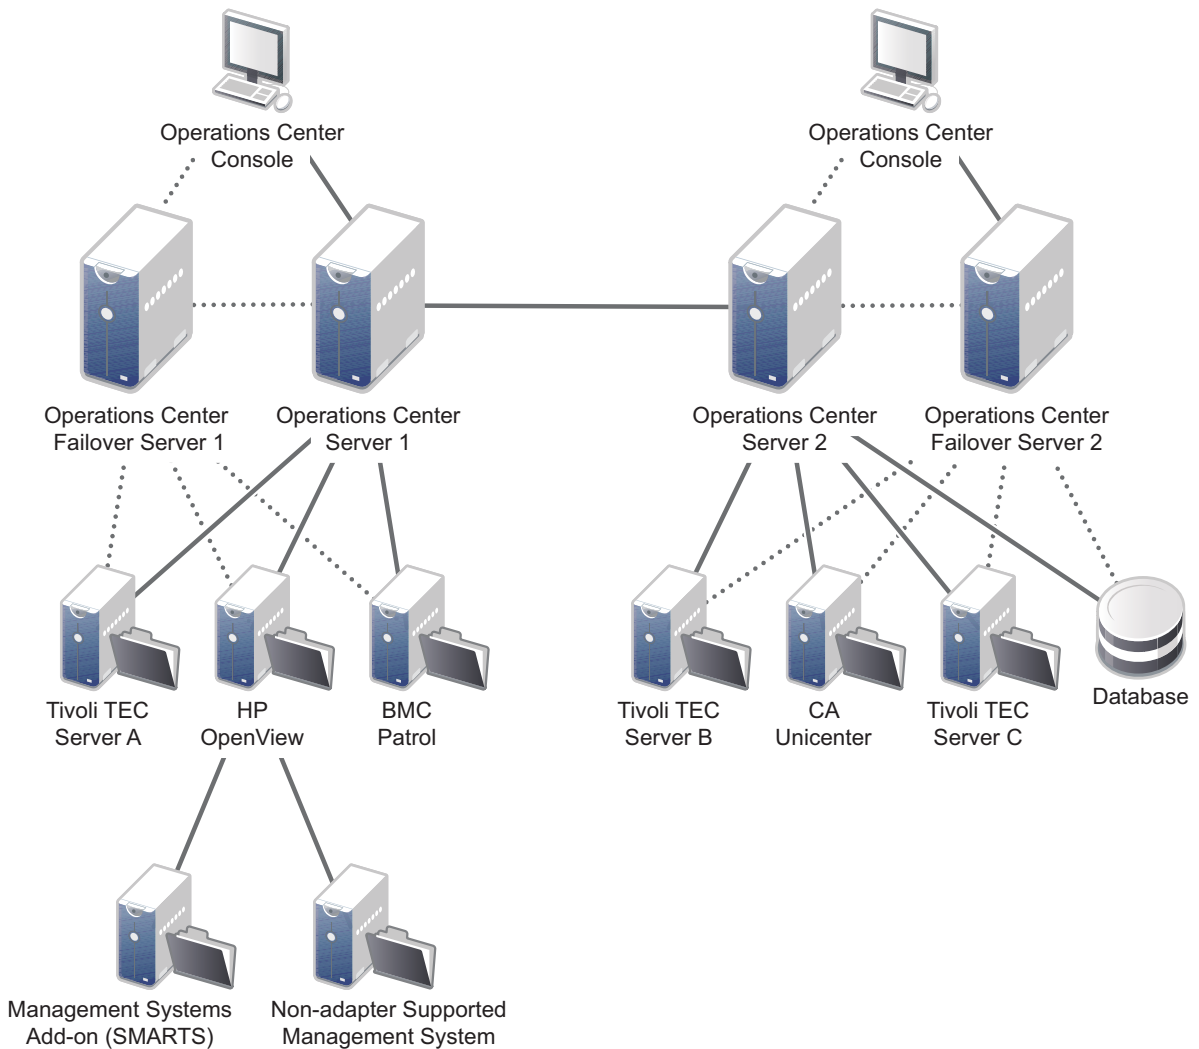 Operations Center
Console
Operations Center
Console
Operations Center
Failover Server 1
Operations Center
Server 1
Operations Center
Server 2
Operations Center
Failover Server 2
Tivoli TEC
Server A
HP
OpenView
BMC
Patrol
Tivoli TEC
Server B
CA
Unicenter
Tivoli TEC
Server C
Database
Management Systems
Add-on (SMARTS)
Non-adapter Supported
Management System